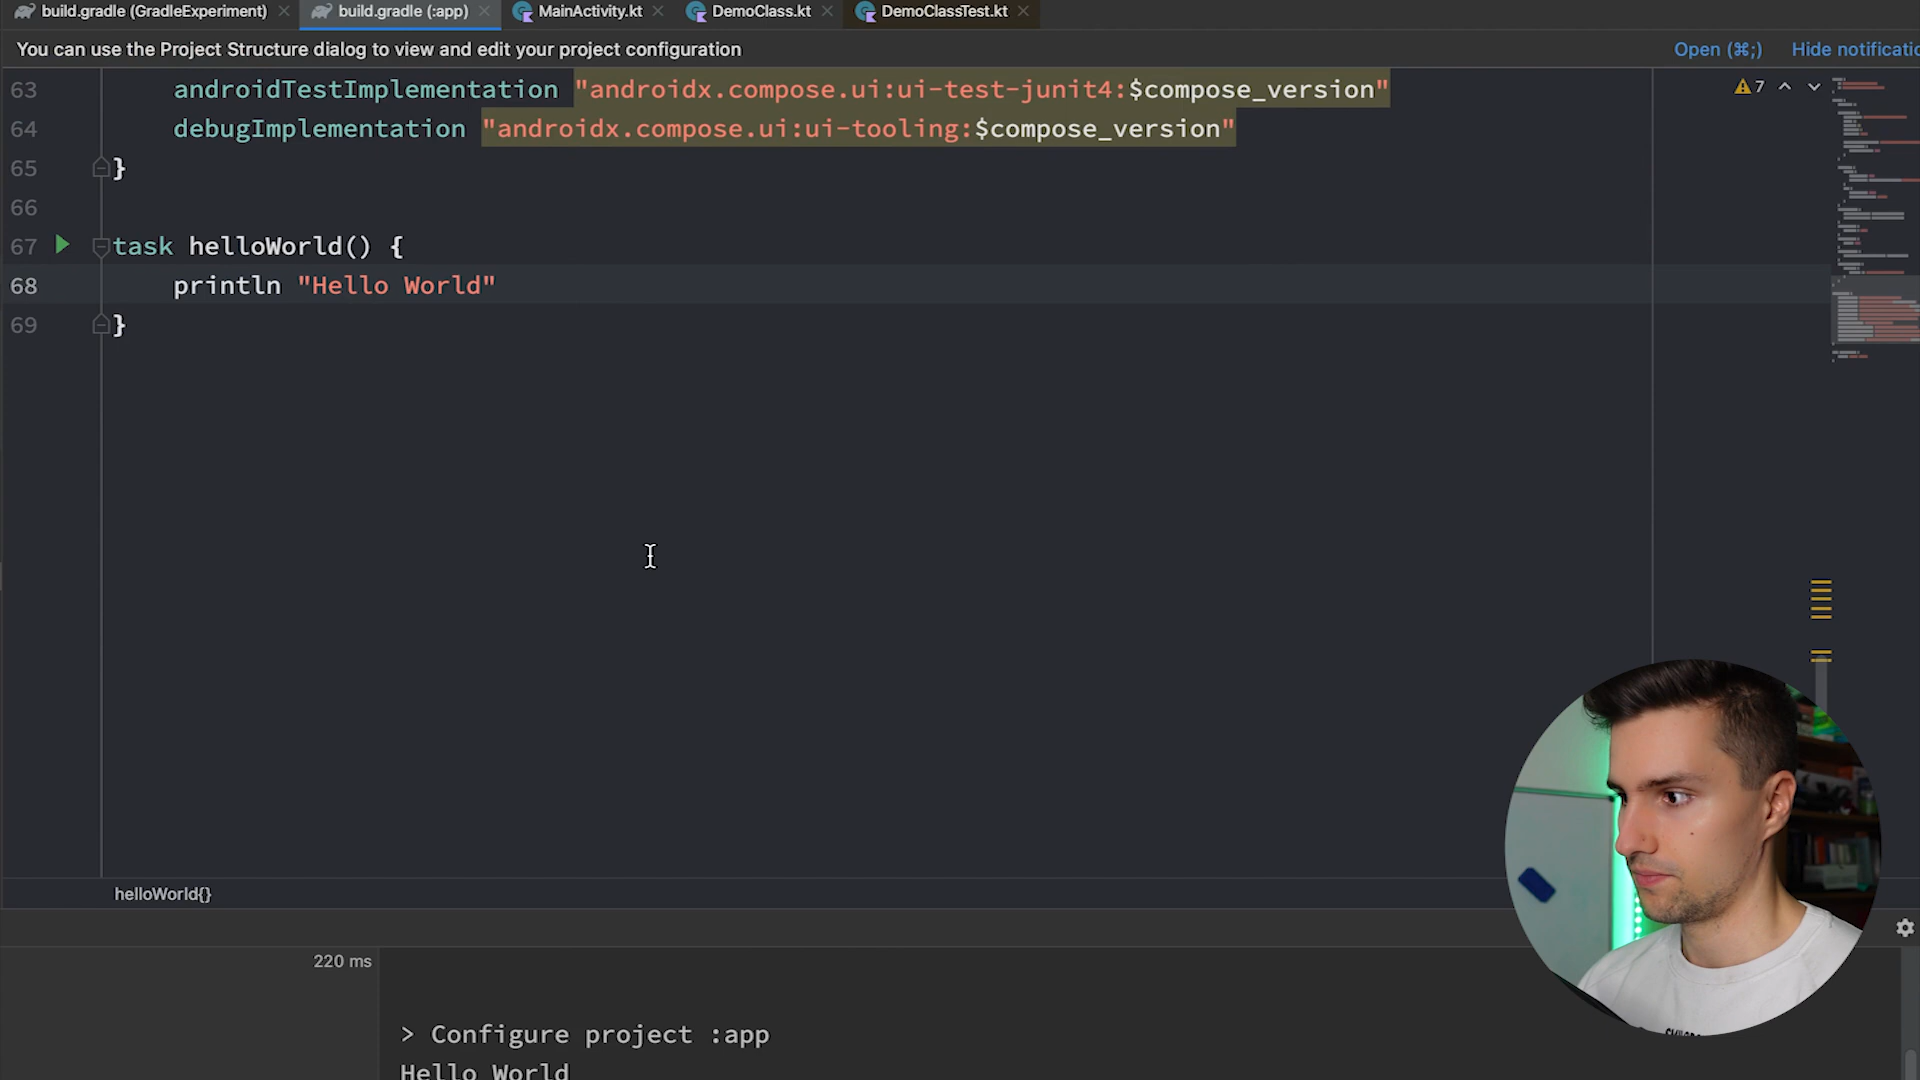 build.gradle (GradleExperiment) build.gradle (:app) MainActivity.kt DemoClass.kt DemoClassTest.kt
You can use the Project Structure dialog to view and edit your project configuration Open (⌘;) Hide notificatio
63 androidTestImplementation "androidx.compose.ui:ui-test-junit4:$compose_version"
7
64 debugImplementation "androidx.compose.ui:ui-tooling:$compose_version"
65 }
66
67 task helloWorld() {
68 println "Hello World"
69 }
helloWorld{}
220 ms
> Configure project :app
Hello World